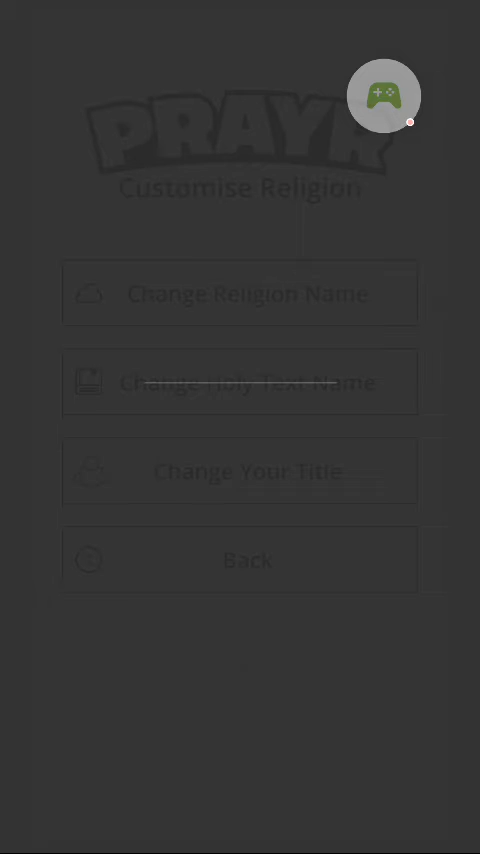 PRAYR
Customise Religion
Change Religion Name
Change Holy Text Name
Change Your Title
Back